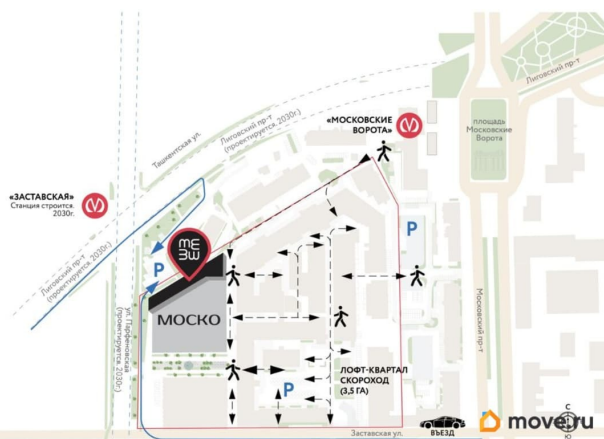 Лиговский пр-т
Ташкентская ул.
Лиговский пр-т
(проектируется, 2030г.)
«МОСКОВСКИЕ
ВОРОТА»
площадь
Московские
Ворота
«ЗАСТАВСКАЯ»
Станция строится.
2030г.
P
P
Лиговский пр-т
(проектируется, 2030г.)
МОСКО
ул. Парфёновская
(проектируется, 2030г.)
Московский пр-т
ЛОФТ-КВАРТАЛ
СКОРОХОД
(3,5 ГА)
P
Заставская ул.
ВЪЕЗД
С
Ю
move.ru